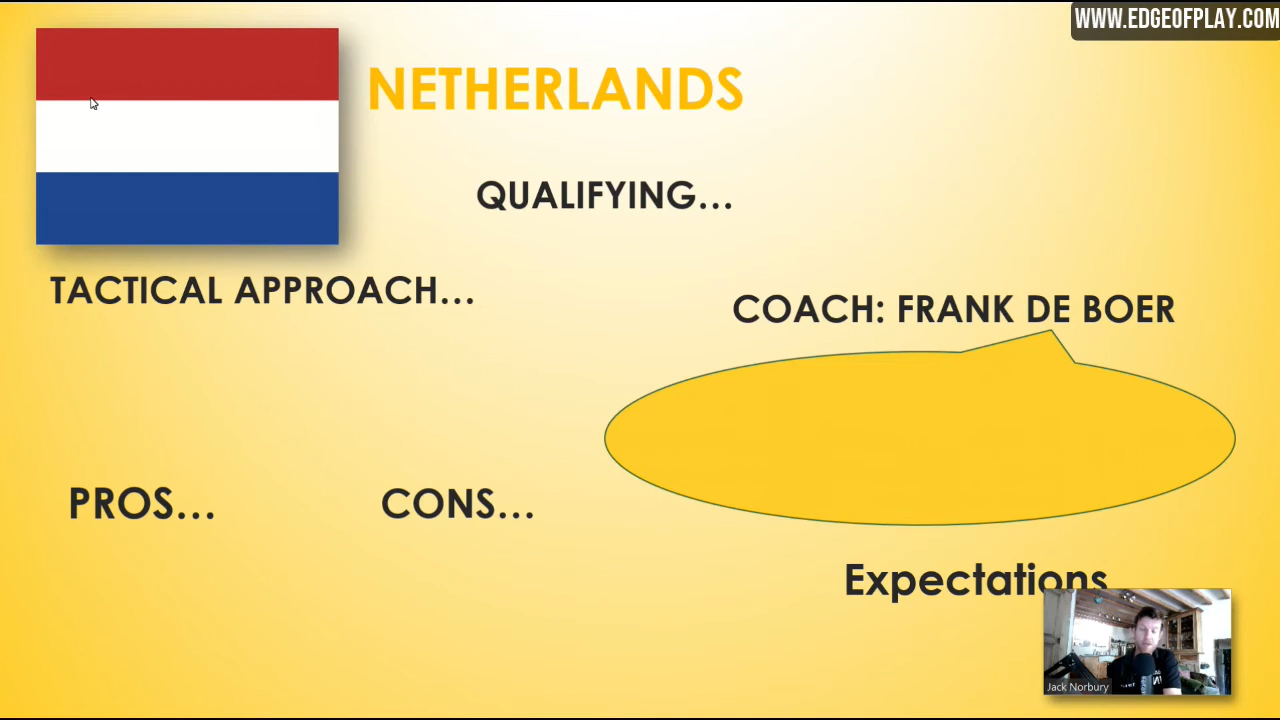 WWW.EDGEOFPLAY.COM
NETHERLANDS
QUALIFYING…
TACTICAL APPROACH…
COACH: FRANK DE BOER
PROS…
CONS…
Expectations
Jack Norbury